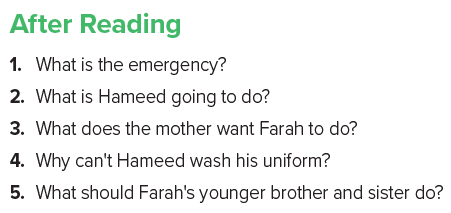 After Reading
1. What is the emergency?
2. What is Hameed going to do?
3. What does the mother want Farah to do?
4. Why can't Hameed wash his uniform?
5. What should Farah's younger brother and sister do?